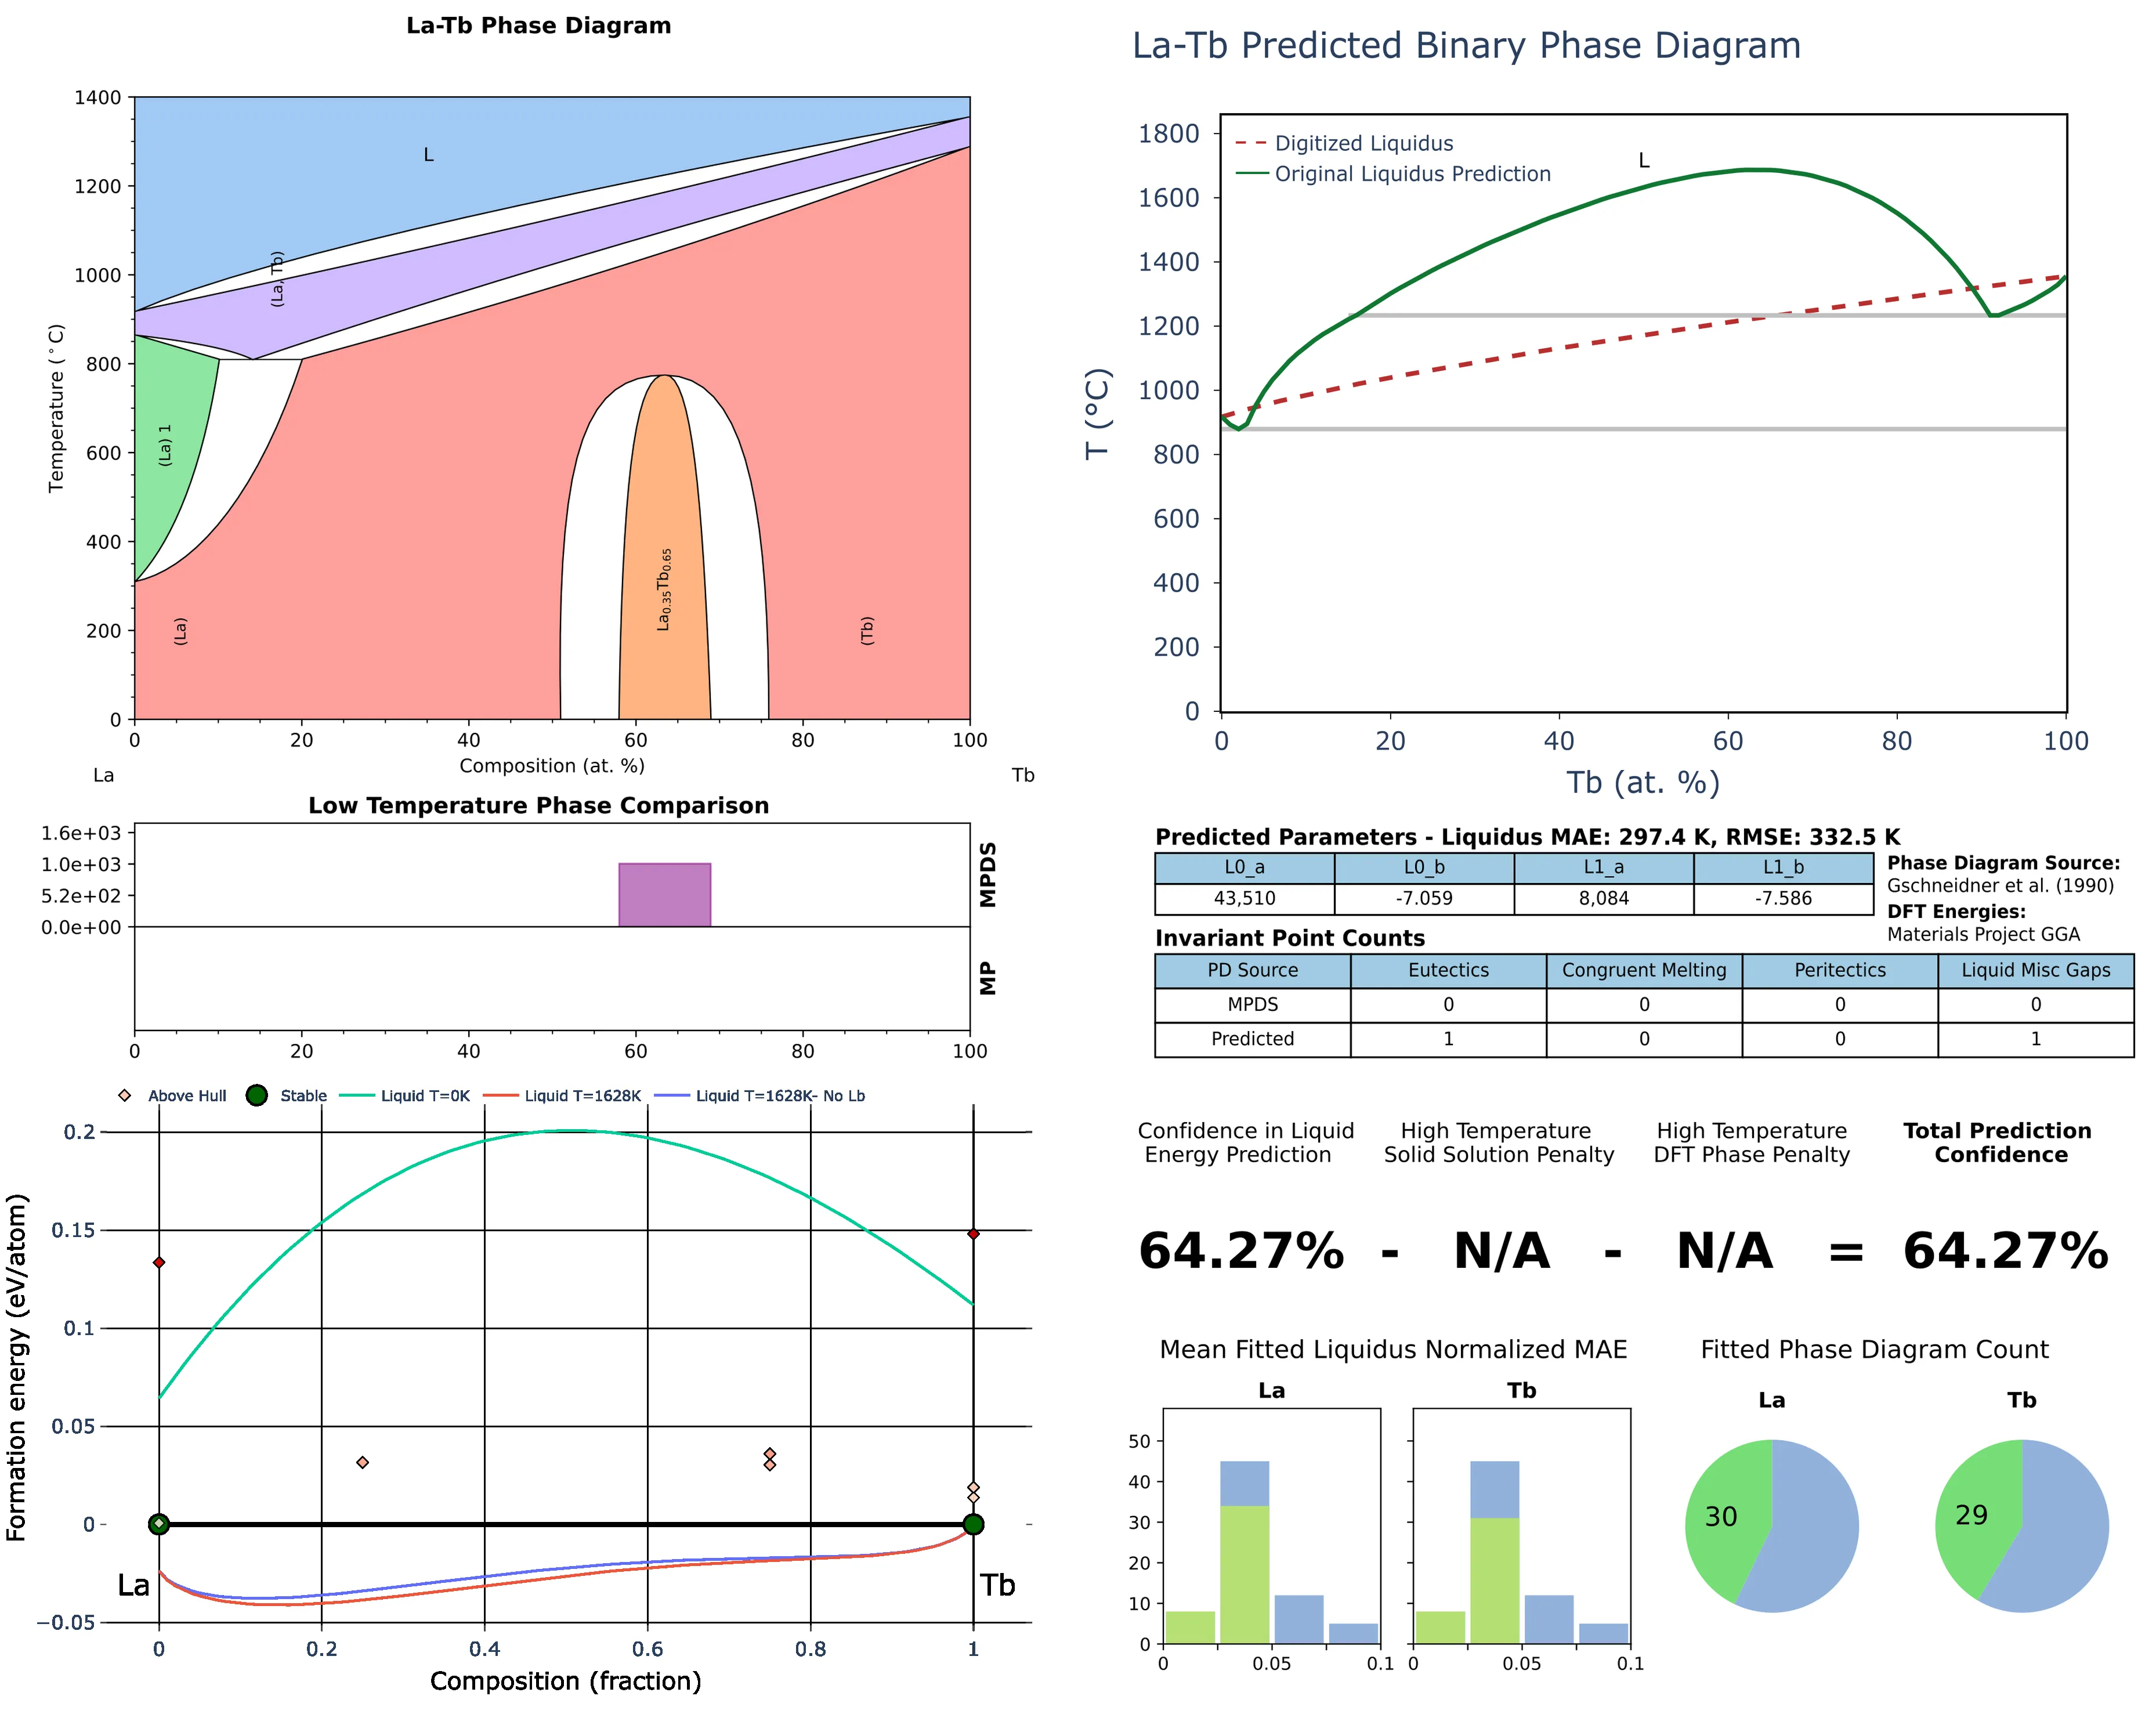 La-Tb Phase Diagram
1400
1200
1000
800
600
400
200
0
Temperature (°C)
L
(La, Tb)
(La) 1
(La)
La0.35Tb0.65
(Tb)
0 20 40 60 80 100
Composition (at. %)
La Tb
Low Temperature Phase Comparison
1.6e+03
1.0e+03
5.2e+02
0.0e+00
MPDS
MP
0 20 40 60 80 100
Above Hull Stable Liquid T=0K Liquid T=1628K Liquid T=1628K- No Lb
0.2
0.15
0.1
0.05
0
−0.05
Formation energy (eV/atom)
La Tb
0 0.2 0.4 0.6 0.8 1
Composition (fraction)
La-Tb Predicted Binary Phase Diagram
Digitized Liquidus
Original Liquidus Prediction
L
1800
1600
1400
1200
1000
800
600
400
200
0
T (°C)
0 20 40 60 80 100
Tb (at. %)
Predicted Parameters - Liquidus MAE: 297.4 K, RMSE: 332.5 K
L0_a L0_b L1_a L1_b
43,510 -7.059 8,084 -7.586
Phase Diagram Source:
Gschneidner et al. (1990)
DFT Energies:
Materials Project GGA
Invariant Point Counts
PD Source Eutectics Congruent Melting Peritectics Liquid Misc Gaps
MPDS 0 0 0 0
Predicted 1 0 0 1
Confidence in Liquid
Energy Prediction
High Temperature
Solid Solution Penalty
High Temperature
DFT Phase Penalty
Total Prediction
Confidence
64.27% - N/A - N/A = 64.27%
Mean Fitted Liquidus Normalized MAE
La Tb
50
40
30
20
10
0
0 0.05 0.1
0 0.05 0.1
Fitted Phase Diagram Count
La Tb
30 29